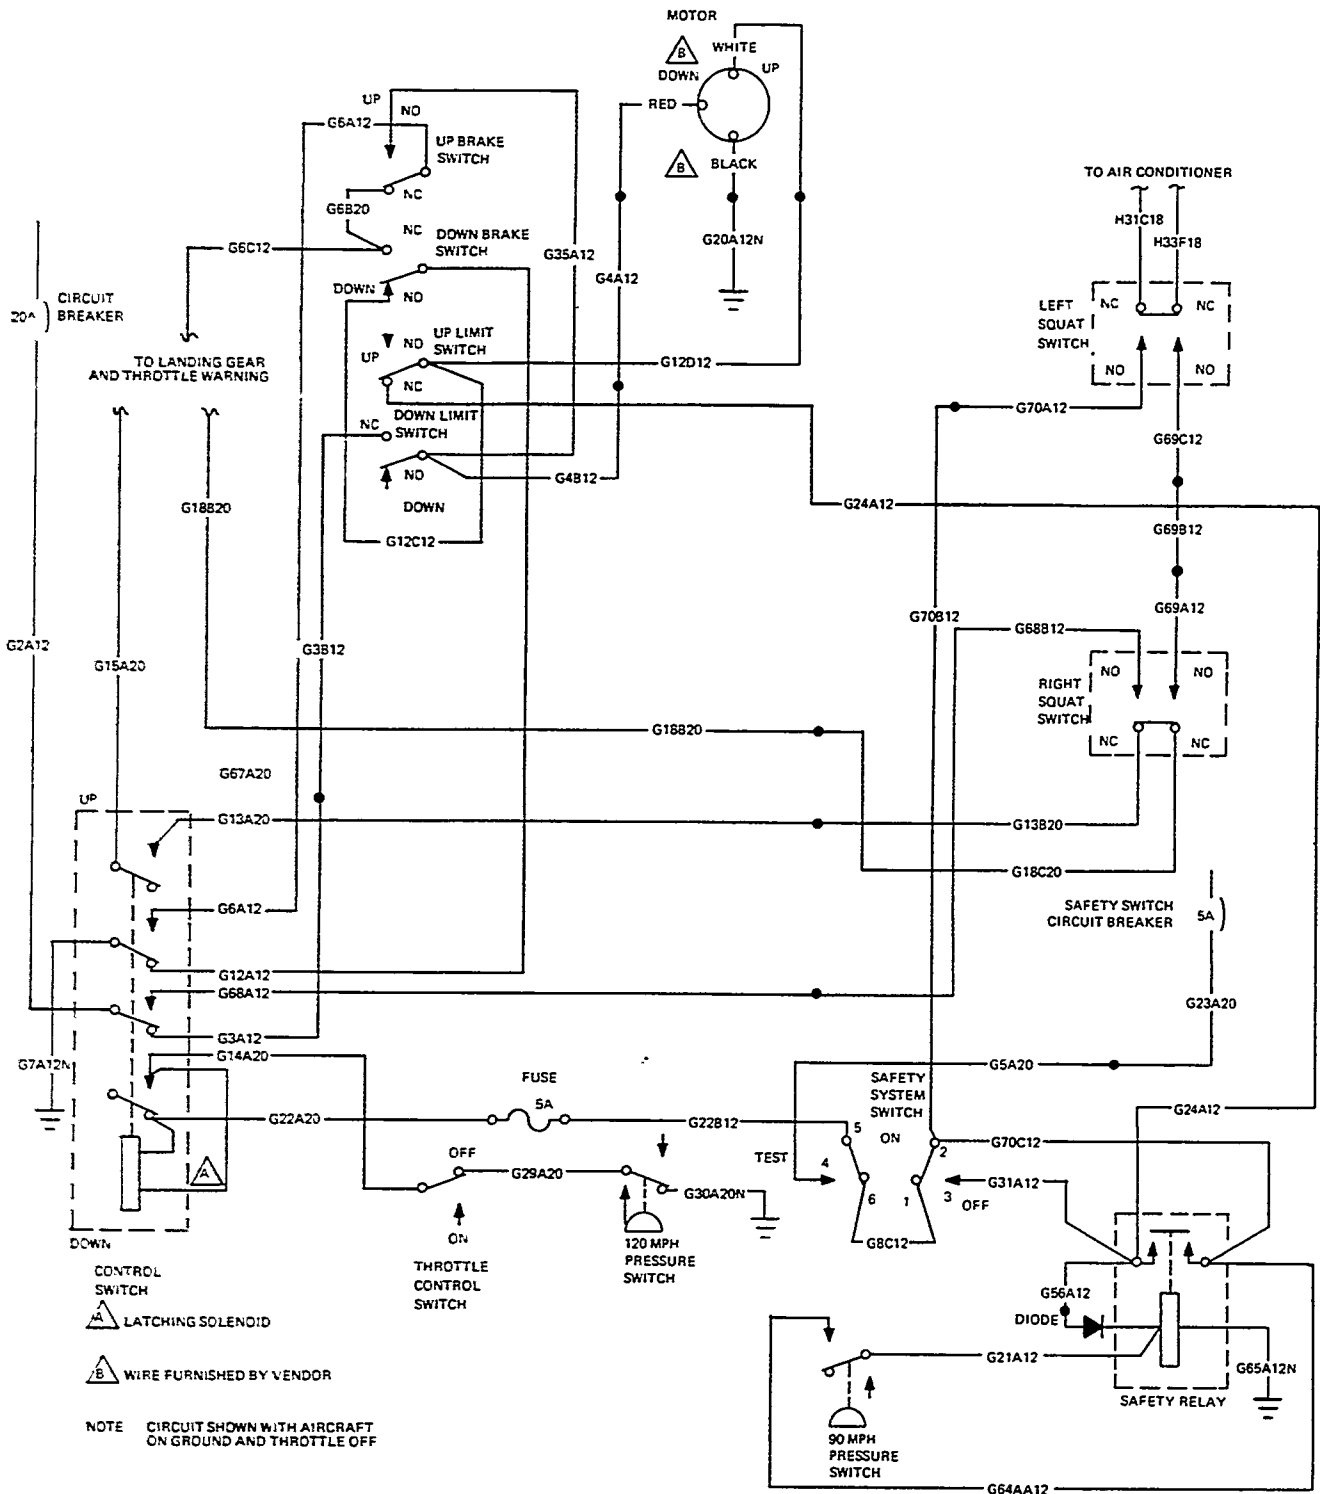 MOTOR
B
WHITE
DOWN
UP
RED
B
BLACK
UP
NO
G6A12
UP BRAKE
SWITCH
NC
G6B20
NC
DOWN BRAKE
SWITCH
G6C12
G35A12
G4A12
G20A12N
DOWN
NO
TO AIR CONDITIONER
H31C18
H33F18
CIRCUIT
BREAKER
20A
LEFT
SQUAT
SWITCH
NC
NC
NO
NO
TO LANDING GEAR
AND THROTTLE WARNING
NO
UP LIMIT
SWITCH
UP
NC
G12D12
NC
DOWN LIMIT
SWITCH
NO
DOWN
G4B12
G12C12
G70A12
G69C12
G24A12
G69B12
G18B20
G69A12
G70B12
G68B12
G2A12
G15A20
G3B12
NO
NO
RIGHT
SQUAT
SWITCH
NC
NC
G18B20
G67A20
UP
G13A20
G13B20
G18C20
G6A12
SAFETY SWITCH
CIRCUIT BREAKER
5A
G12A12
G68A12
G23A20
G3A12
G14A20
G7A12N
G5A20
FUSE
5A
SAFETY
SYSTEM
SWITCH
ON
G24A12
G22A20
G22B12
5
2
G70C12
TEST
4
OFF
G29A20
G30A20N
6
1
3
OFF
G31A12
A
ON
G8C12
DOWN
CONTROL
SWITCH
THROTTLE
CONTROL
SWITCH
120 MPH
PRESSURE
SWITCH
G56A12
DIODE
A
LATCHING SOLENOID
G21A12
G65A12N
B
WIRE FURNISHED BY VENDOR
SAFETY RELAY
NOTE
CIRCUIT SHOWN WITH AIRCRAFT
ON GROUND AND THROTTLE OFF
90 MPH
PRESSURE
SWITCH
G64AA12